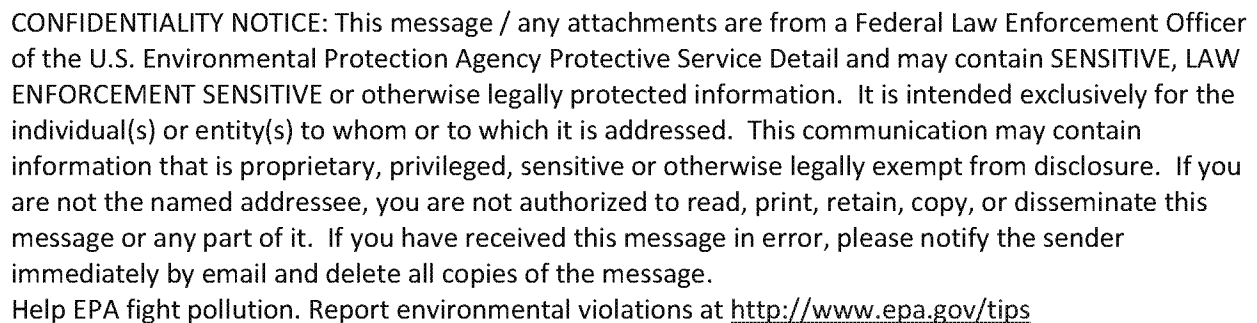 CONFIDENTIALITY NOTICE: This message / any attachments are from a Federal Law Enforcement Officer
of the U.S. Environmental Protection Agency Protective Service Detail and may contain SENSITIVE, LAW
ENFORCEMENT SENSITIVE or otherwise legally protected information.  It is intended exclusively for the
individual(s) or entity(s) to whom or to which it is addressed.  This communication may contain
information that is proprietary, privileged, sensitive or otherwise legally exempt from disclosure.  If you
are not the named addressee, you are not authorized to read, print, retain, copy, or disseminate this
message or any part of it.  If you have received this message in error, please notify the sender
immediately by email and delete all copies of the message.
Help EPA fight pollution. Report environmental violations at http://www.epa.gov/tips